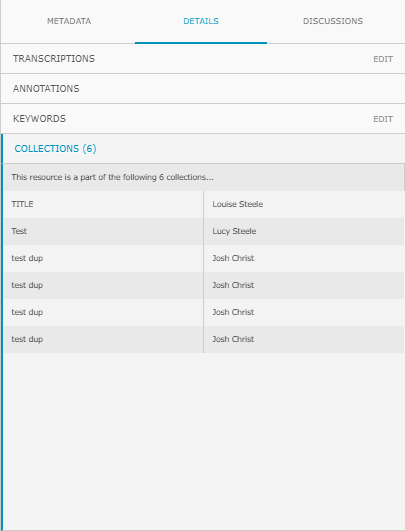 METADATA DETAILS DISCUSSIONS
TRANSCRIPTIONS EDIT
ANNOTATIONS
KEYWORDS EDIT
COLLECTIONS (6)
This resource is a part of the following 6 collections...
TITLE Louise Steele
Test Lucy Steele
test dup Josh Christ
test dup Josh Christ
test dup Josh Christ
test dup Josh Christ